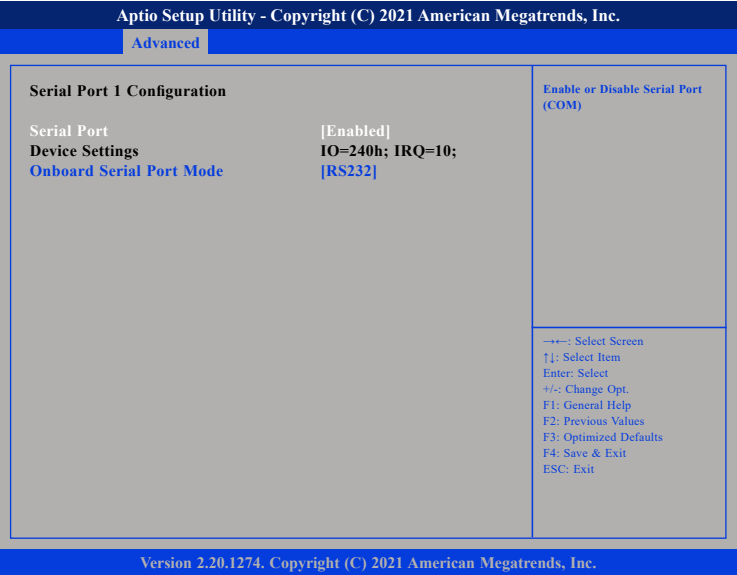 Aptio Setup Utility - Copyright (C) 2021 American Megatrends, Inc.
Advanced
Serial Port 1 Configuration
Serial Port [Enabled]
Device Settings IO=240h; IRQ=10;
Onboard Serial Port Mode [RS232]
Enable or Disable Serial Port
(COM)
→←: Select Screen
↑↓: Select Item
Enter: Select
+/-: Change Opt.
F1: General Help
F2: Previous Values
F3: Optimized Defaults
F4: Save & Exit
ESC: Exit
Version 2.20.1274. Copyright (C) 2021 American Megatrends, Inc.